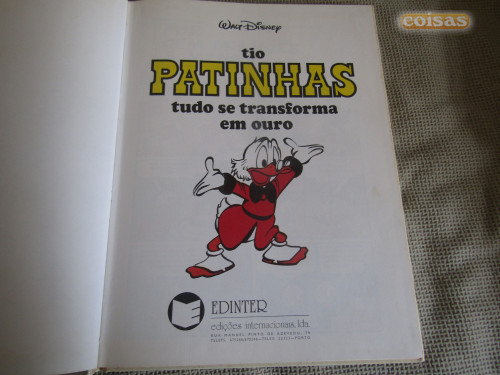 coisas
Walt Disney
tio
PATINHAS
tudo se transforma
em ouro
EDINTER
edições internacionais, lda.